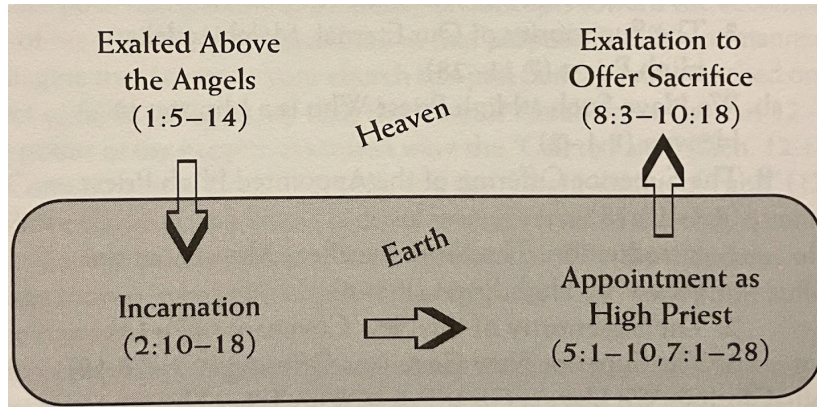 Exalted Above
the Angels
(1:5–14)
Heaven
Exaltation to
Offer Sacrifice
(8:3–10:18)
Earth
Incarnation
(2:10–18)
Appointment as
High Priest
(5:1–10,7:1–28)